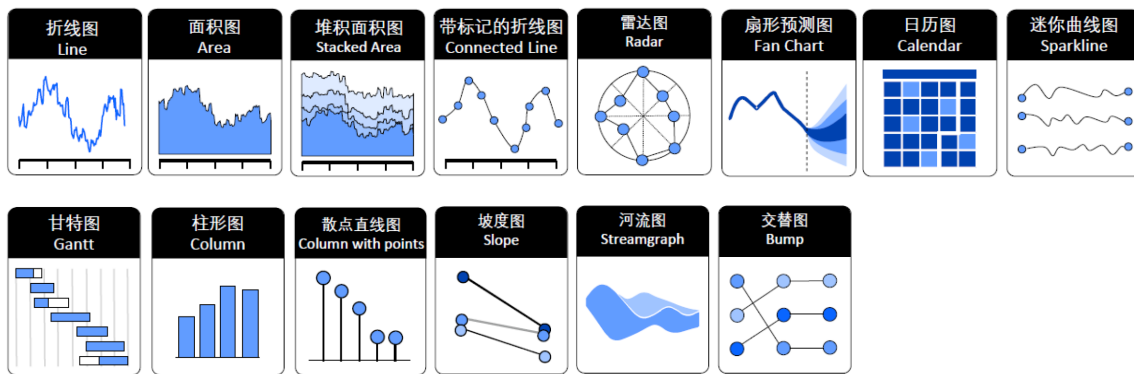 折线图
Line
面积图
Area
堆积面积图
Stacked Area
带标记的折线图
Connected Line
雷达图
Radar
扇形预测图
Fan Chart
日历图
Calendar
迷你曲线图
Sparkline
甘特图
Gantt
柱形图
Column
散点直线图
Column with points
坡度图
Slope
河流图
Streamgraph
交替图
Bump